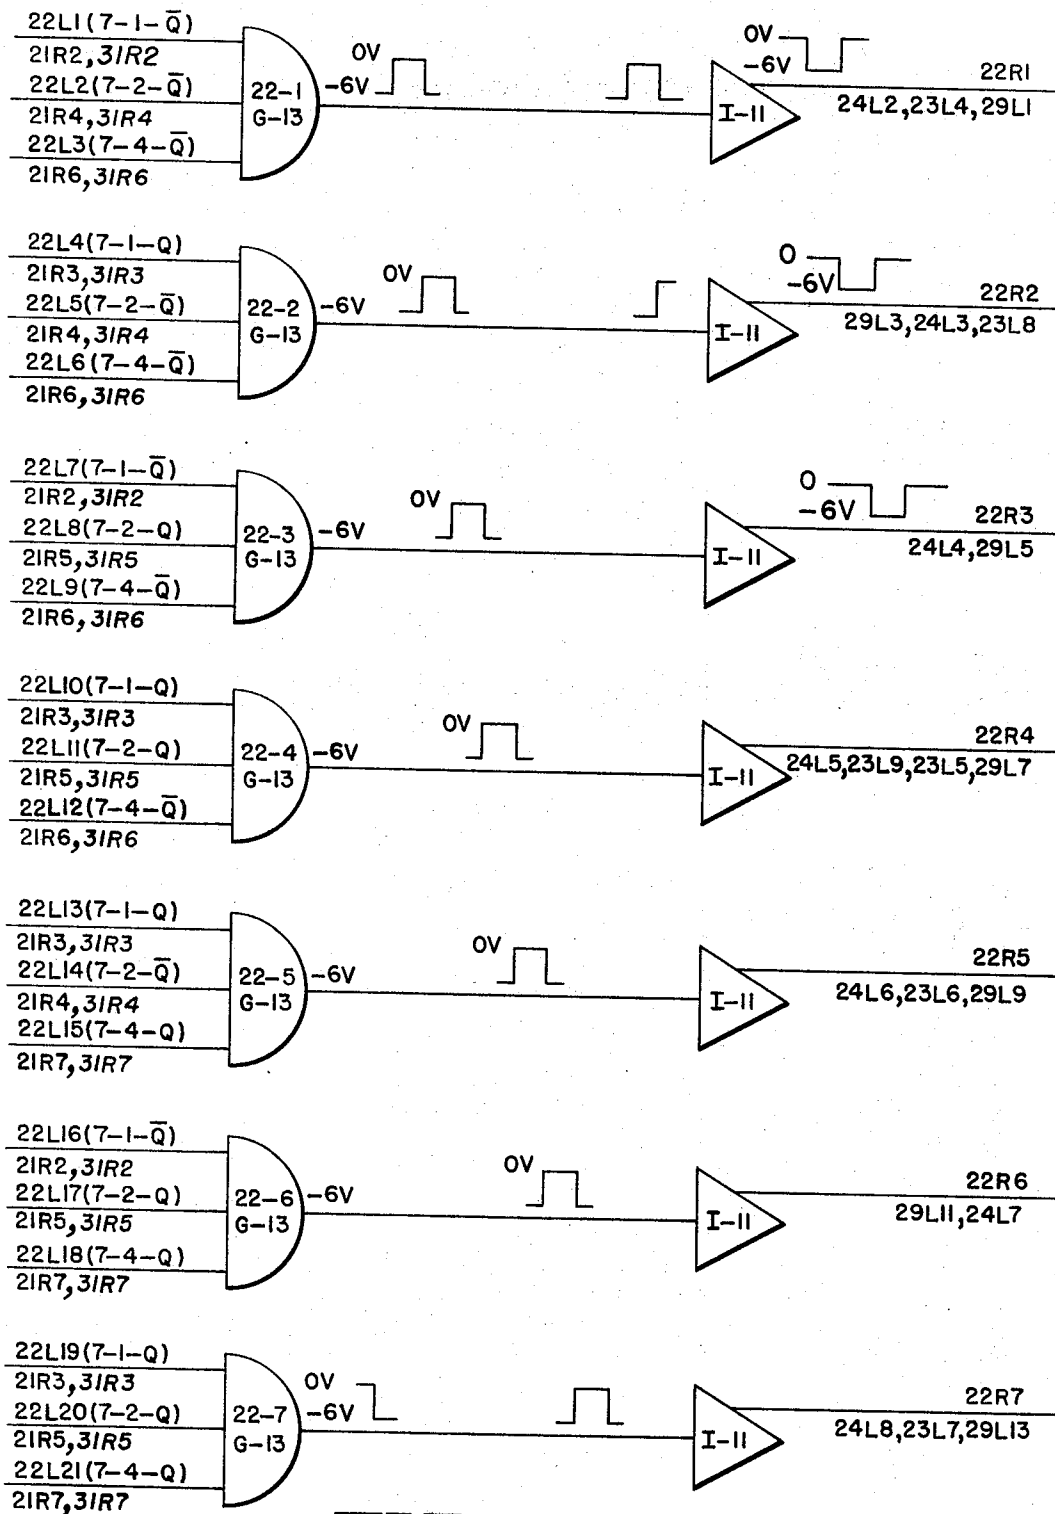 22L1(7-1-Q̅)
21R2,31R2
22L2(7-2-Q̅)
21R4,31R4
22L3(7-4-Q̅)
21R6,31R6
22-1
G-13
0V
-6V
I-11
0V
-6V
22R1
24L2,23L4,29L1
22L4(7-1-Q)
21R3,31R3
22L5(7-2-Q̅)
21R4,31R4
22L6(7-4-Q̅)
21R6,31R6
22-2
G-13
0V
-6V
I-11
0
-6V
22R2
29L3,24L3,23L8
22L7(7-1-Q̅)
21R2,31R2
22L8(7-2-Q)
21R5,31R5
22L9(7-4-Q̅)
21R6,31R6
22-3
G-13
0V
-6V
I-11
0
-6V
22R3
24L4,29L5
22L10(7-1-Q)
21R3,31R3
22L11(7-2-Q)
21R5,31R5
22L12(7-4-Q̅)
21R6,31R6
22-4
G-13
0V
-6V
I-11
22R4
24L5,23L9,23L5,29L7
22L13(7-1-Q)
21R3,31R3
22L14(7-2-Q̅)
21R4,31R4
22L15(7-4-Q)
21R7,31R7
22-5
G-13
0V
-6V
I-11
22R5
24L6,23L6,29L9
22L16(7-1-Q̅)
21R2,31R2
22L17(7-2-Q)
21R5,31R5
22L18(7-4-Q)
21R7,31R7
22-6
G-13
0V
-6V
I-11
22R6
29L11,24L7
22L19(7-1-Q)
21R3,31R3
22L20(7-2-Q)
21R5,31R5
22L21(7-4-Q)
21R7,31R7
22-7
G-13
0V
-6V
I-11
22R7
24L8,23L7,29L13